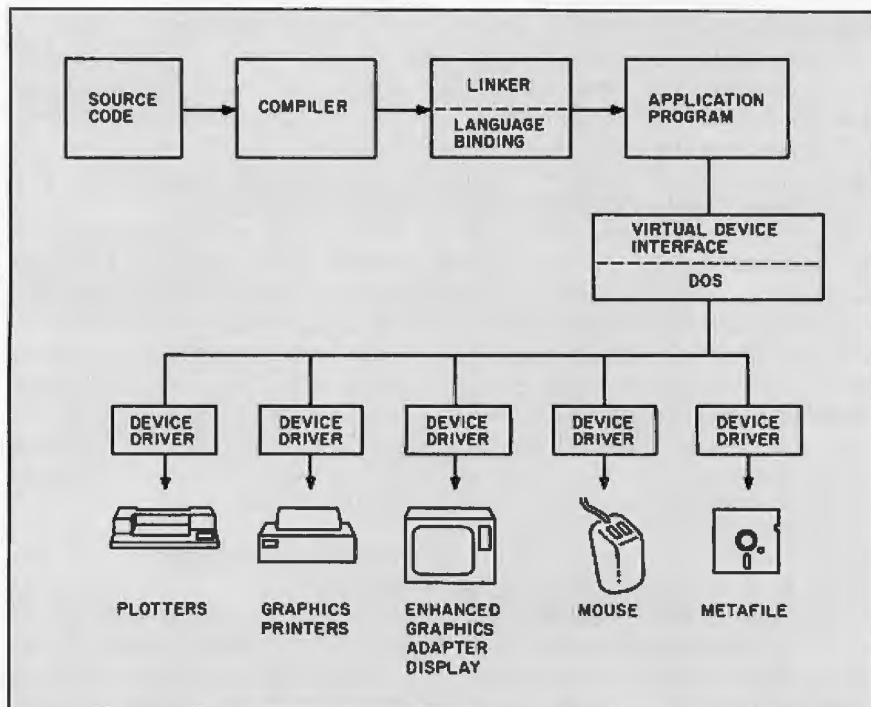 SOURCE
CODE
COMPILER
LINKER
LANGUAGE
BINDING
APPLICATION
PROGRAM
VIRTUAL DEVICE
INTERFACE
DOS
DEVICE
DRIVER
DEVICE
DRIVER
DEVICE
DRIVER
DEVICE
DRIVER
DEVICE
DRIVER
PLOTTERS
GRAPHICS
PRINTERS
ENHANCED
GRAPHICS
ADAPTER
DISPLAY
MOUSE
METAFILE